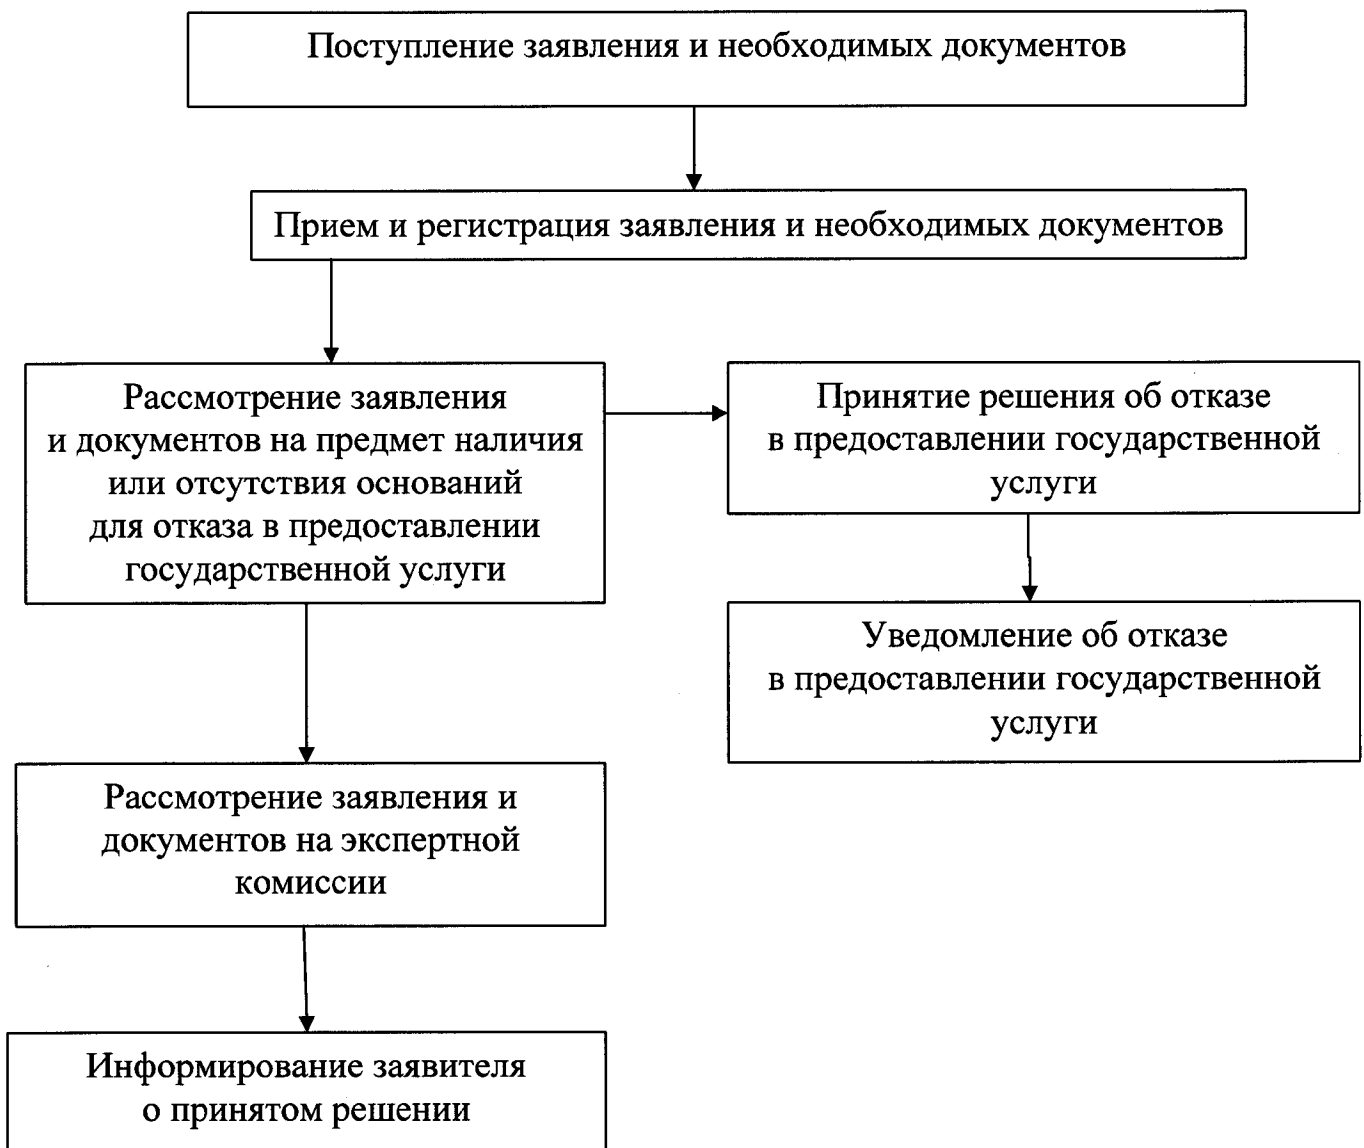 Поступление заявления и необходимых документов
Прием и регистрация заявления и необходимых документов
Рассмотрение заявления
и документов на предмет наличия
или отсутствия оснований
для отказа в предоставлении
государственной услуги
Принятие решения об отказе
в предоставлении государственной
услуги
Уведомление об отказе
в предоставлении государственной
услуги
Рассмотрение заявления и
документов на экспертной
комиссии
Информирование заявителя
о принятом решении